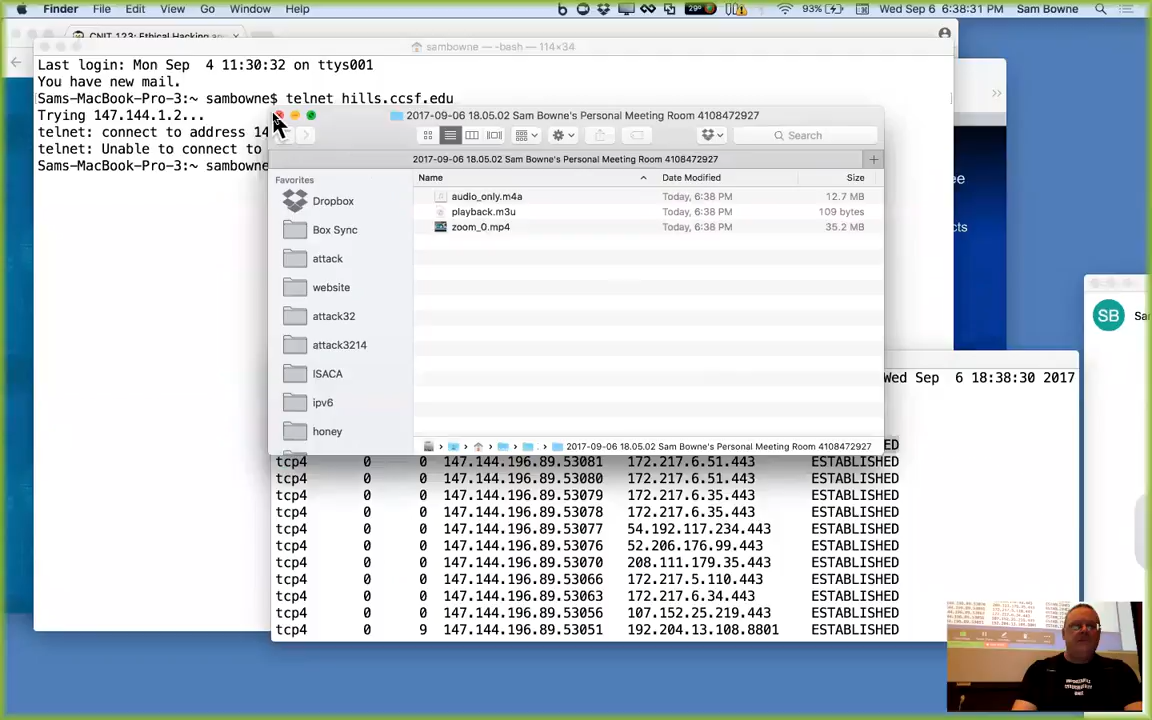 Finder File Edit View Go Window Help
29° 93% Wed Sep 6 6:38:31 PM Sam Bowne
CNIT 123: Ethical Hacking and
sambowne — -bash — 114×34
Last login: Mon Sep  4 11:30:32 on ttys001
You have new mail.
Sams-MacBook-Pro-3:~ sambowne$ telnet hills.ccsf.edu
Trying 147.144.1.2...
telnet: connect to address 14
telnet: Unable to connect to
Sams-MacBook-Pro-3:~ sambowne
2017-09-06 18.05.02 Sam Bowne's Personal Meeting Room 4108472927
Search
2017-09-06 18.05.02 Sam Bowne's Personal Meeting Room 4108472927
Favorites
Dropbox
Box Sync
attack
website
attack32
attack3214
ISACA
ipv6
honey
Name Date Modified Size
audio_only.m4a Today, 6:38 PM 12.7 MB
playback.m3u Today, 6:38 PM 109 bytes
zoom_0.mp4 Today, 6:38 PM 35.2 MB
2017-09-06 18.05.02 Sam Bowne's Personal Meeting Room 4108472927
SB
Wed Sep  6 18:38:30 2017
tcp4 0 0 147.144.196.89.53081 172.217.6.51.443 ESTABLISHED
tcp4 0 0 147.144.196.89.53080 172.217.6.51.443 ESTABLISHED
tcp4 0 0 147.144.196.89.53079 172.217.6.35.443 ESTABLISHED
tcp4 0 0 147.144.196.89.53078 172.217.6.35.443 ESTABLISHED
tcp4 0 0 147.144.196.89.53077 54.192.117.234.443 ESTABLISHED
tcp4 0 0 147.144.196.89.53076 52.206.176.99.443 ESTABLISHED
tcp4 0 0 147.144.196.89.53070 208.111.179.35.443 ESTABLISHED
tcp4 0 0 147.144.196.89.53066 172.217.5.110.443 ESTABLISHED
tcp4 0 0 147.144.196.89.53063 172.217.6.34.443 ESTABLISHED
tcp4 0 0 147.144.196.89.53056 107.152.25.219.443 ESTABLISHED
tcp4 0 9 147.144.196.89.53051 192.204.13.108.8801 ESTABLISHED